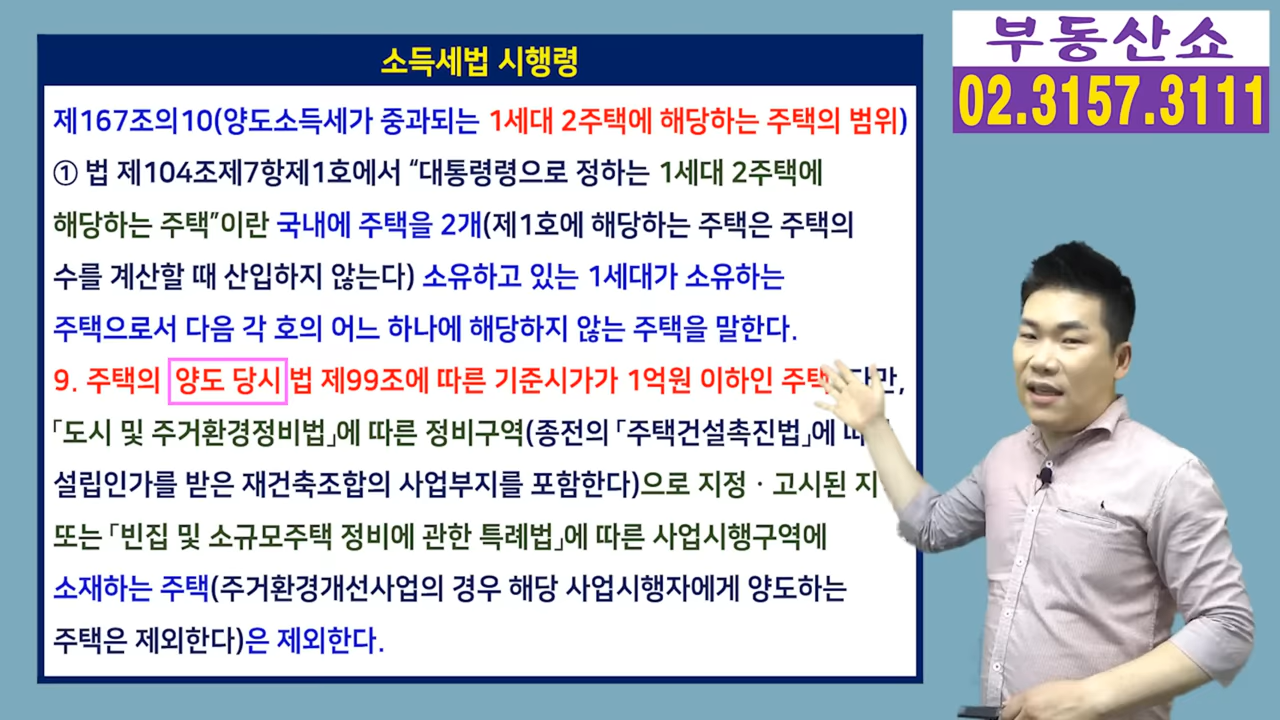 소득세법 시행령
부동산쇼
02.3157.3111
제167조의10(양도소득세가 중과되는 1세대 2주택에 해당하는 주택의 범위)
① 법 제104조제7항제1호에서 “대통령령으로 정하는 1세대 2주택에
해당하는 주택”이란 국내에 주택을 2개(제1호에 해당하는 주택은 주택의
수를 계산할 때 산입하지 않는다) 소유하고 있는 1세대가 소유하는
주택으로서 다음 각 호의 어느 하나에 해당하지 않는 주택을 말한다.
9. 주택의 양도 당시 법 제99조에 따른 기준시가가 1억원 이하인 주택
「도시 및 주거환경정비법」에 따른 정비구역(종전의 「주택건설촉진법」에
설립인가를 받은 재건축조합의 사업부지를 포함한다)으로 지정 · 고시된
또는 「빈집 및 소규모주택 정비에 관한 특례법」에 따른 사업시행구역에
소재하는 주택(주거환경개선사업의 경우 해당 사업시행자에게 양도하는
주택은 제외한다)은 제외한다.